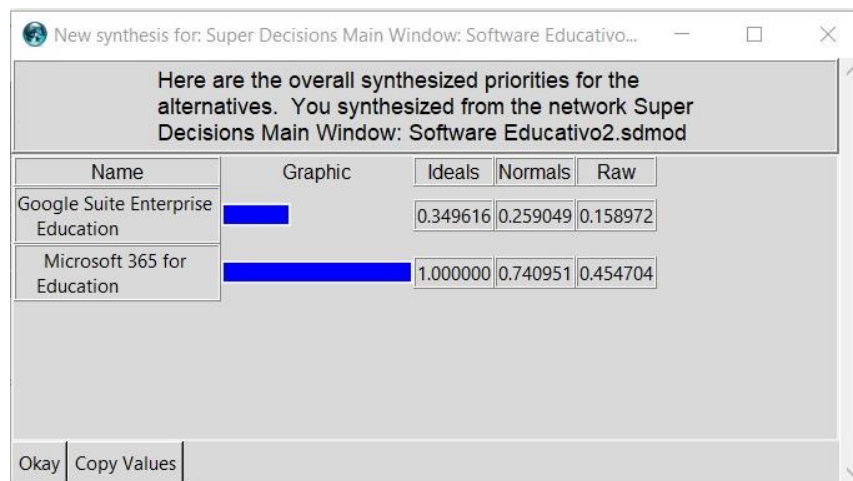 New synthesis for: Super Decisions Main Window: Software Educativo...
Here are the overall synthesized priorities for the
alternatives. You synthesized from the network Super
Decisions Main Window: Software Educativo2.sdmod
Name Graphic Ideals Normals Raw
Google Suite Enterprise
Education 0.349616 0.259049 0.158972
Microsoft 365 for
Education 1.000000 0.740951 0.454704
Okay Copy Values